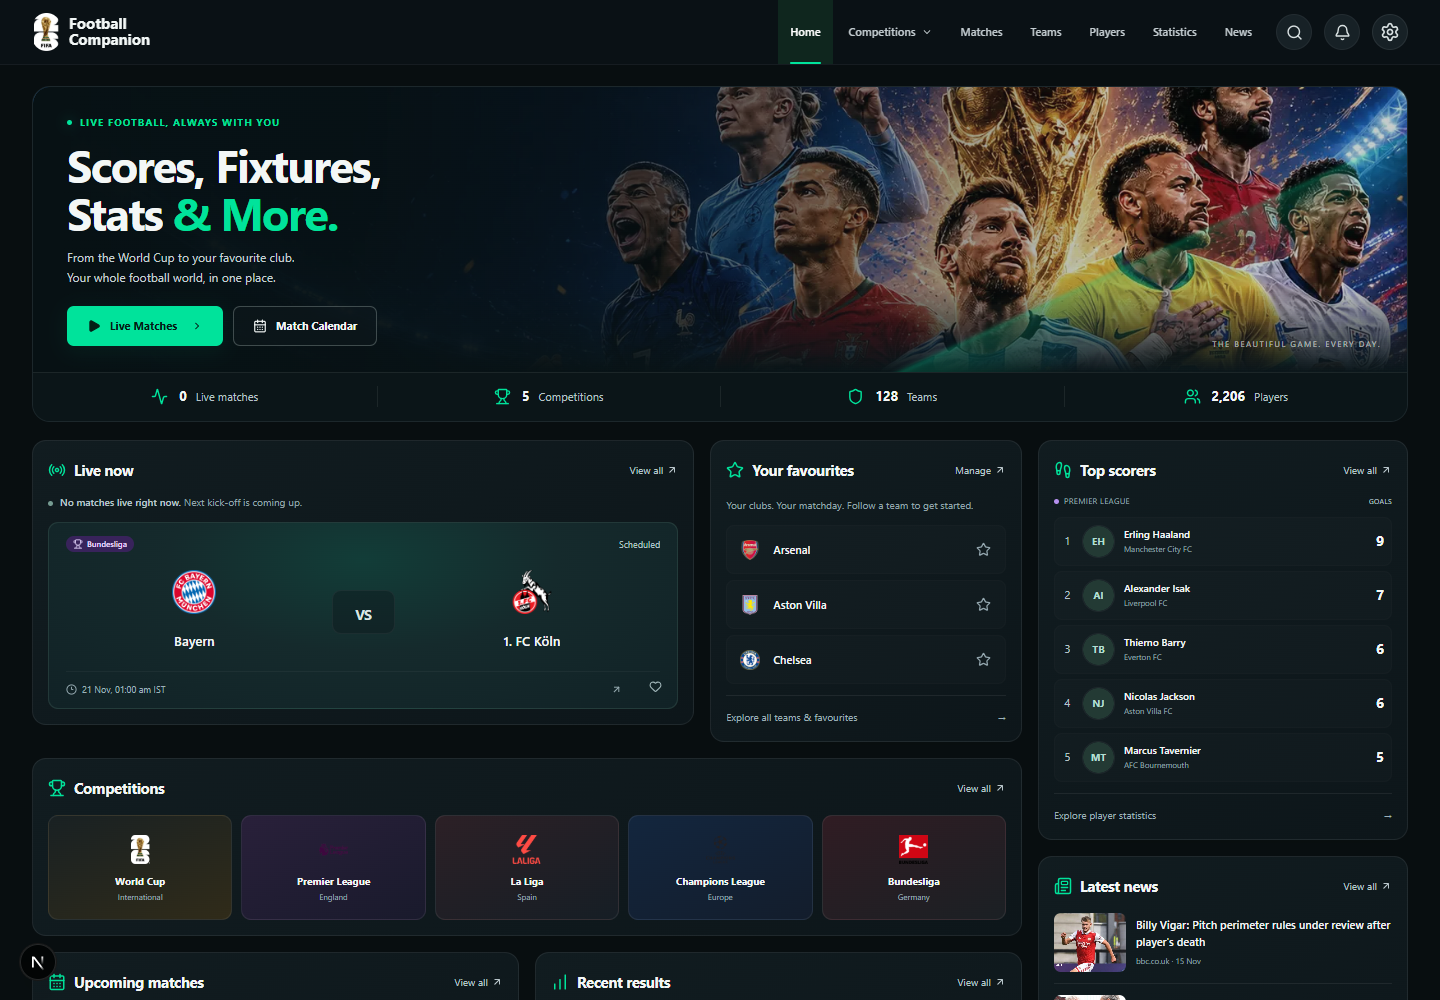 Football
Companion
FIFA
Home
Competitions
Matches
Teams
Players
Statistics
News
LIVE FOOTBALL, ALWAYS WITH YOU
Scores, Fixtures,
Stats & More.
From the World Cup to your favourite club.
Your whole football world, in one place.
Live Matches
Match Calendar
THE BEAUTIFUL GAME. EVERY DAY.
0 Live matches
5 Competitions
128 Teams
2,206 Players
Live now
View all
No matches live right now. Next kick-off is coming up.
Bundesliga
Scheduled
FC BAYERN
MÜNCHEN
VS
Bayern
1. FC Köln
21 Nov, 01:00 am IST
Your favourites
Manage
Your clubs. Your matchday. Follow a team to get started.
Arsenal
Aston Villa
Chelsea
Explore all teams & favourites →
Top scorers
View all
PREMIER LEAGUE
GOALS
1 EH Erling Haaland 9
Manchester City FC
2 AI Alexander Isak 7
Liverpool FC
3 TB Thierno Barry 6
Everton FC
4 NJ Nicolas Jackson 6
Aston Villa FC
5 MT Marcus Tavernier 5
AFC Bournemouth
Explore player statistics →
Competitions
View all
FIFA
World Cup
International
Premier League
England
LALIGA
La Liga
Spain
Champions League
Europe
Bundesliga
Germany
Latest news
View all
Billy Vigar: Pitch perimeter rules under review after
player's death
bbc.co.uk · 15 Nov
N
Upcoming matches
View all
Recent results
View all